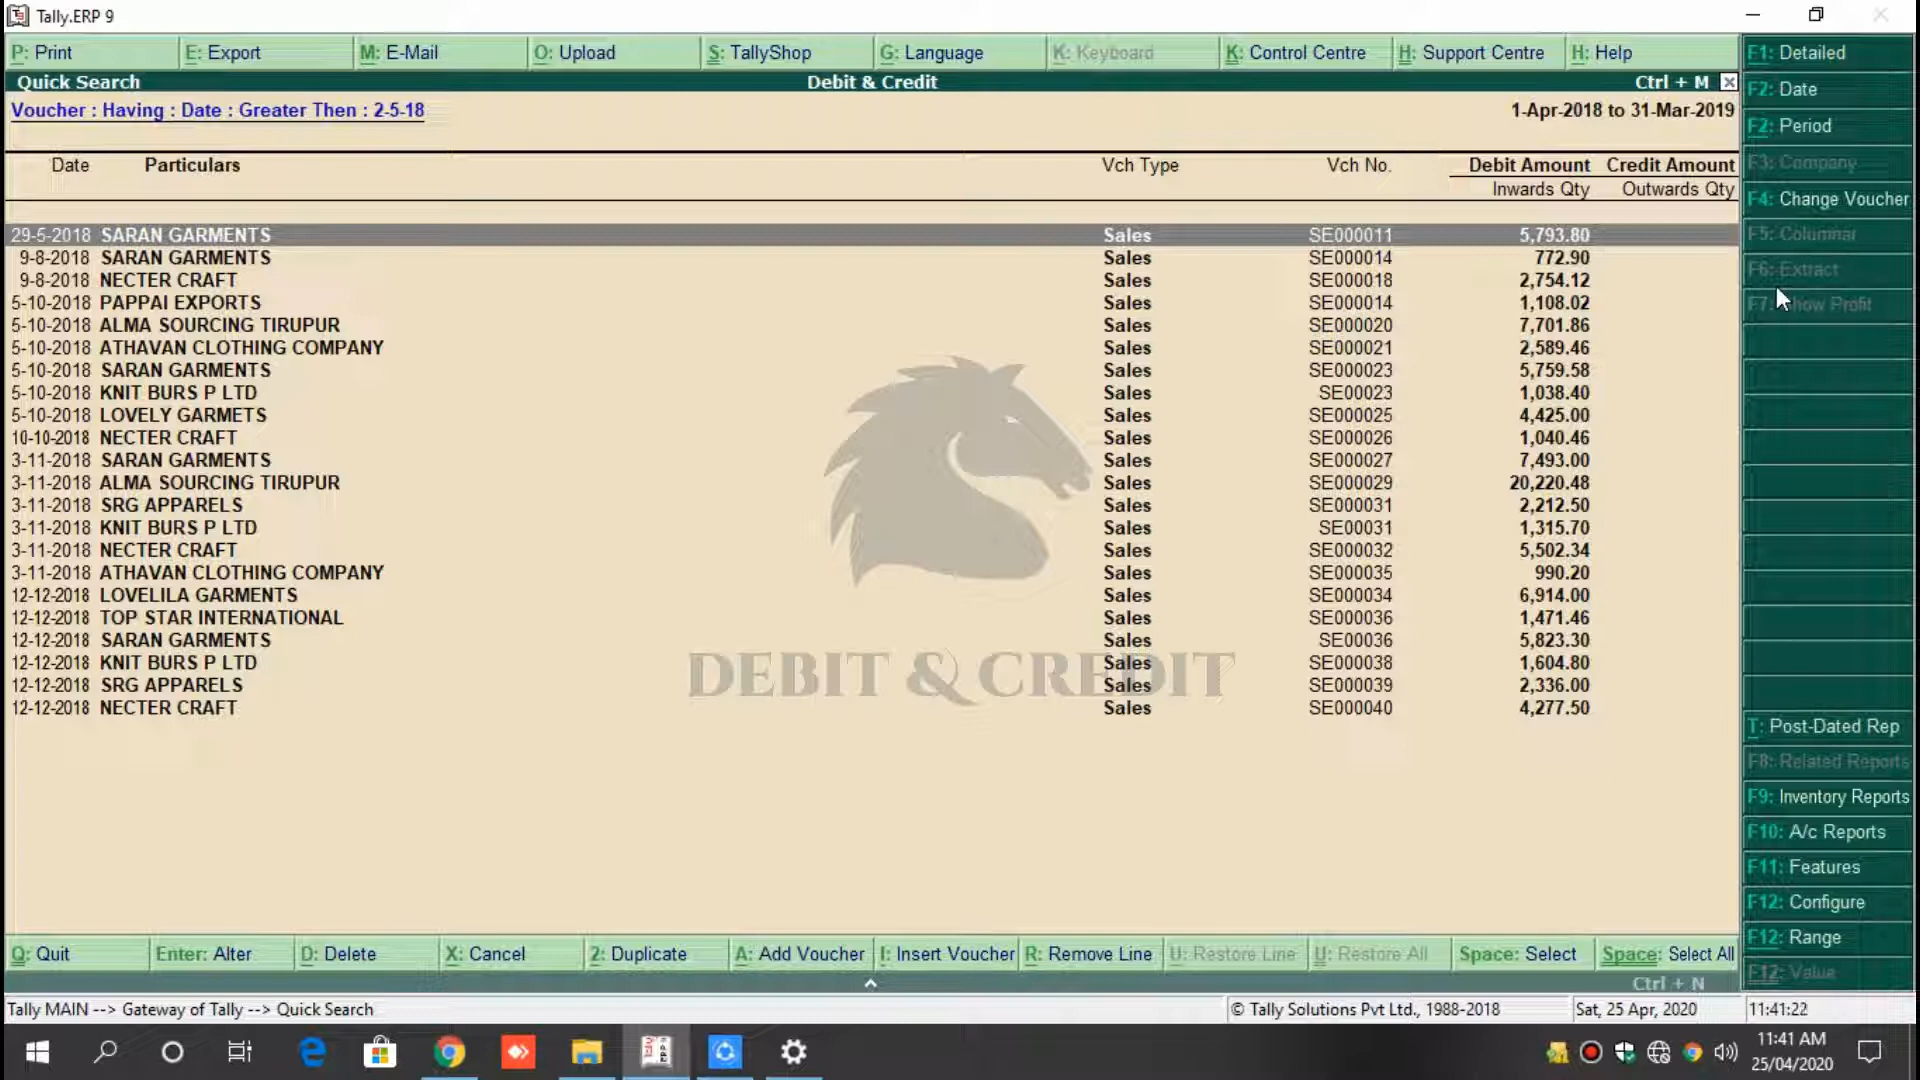 Tally.ERP 9
P: Print E: Export M: E-Mail O: Upload S: TallyShop G: Language K: Keyboard K: Control Centre H: Support Centre H: Help
Quick Search Debit & Credit Ctrl + M
Voucher : Having : Date : Greater Then : 2-5-18 1-Apr-2018 to 31-Mar-2019
Date Particulars Vch Type Vch No. Debit Amount Credit Amount
Inwards Qty Outwards Qty
29-5-2018 SARAN GARMENTS Sales SE000011 5,793.80
9-8-2018 SARAN GARMENTS Sales SE000014 772.90
9-8-2018 NECTER CRAFT Sales SE000018 2,754.12
5-10-2018 PAPPAI EXPORTS Sales SE000014 1,108.02
5-10-2018 ALMA SOURCING TIRUPUR Sales SE000020 7,701.86
5-10-2018 ATHAVAN CLOTHING COMPANY Sales SE000021 2,589.46
5-10-2018 SARAN GARMENTS Sales SE000023 5,759.58
5-10-2018 KNIT BURS P LTD Sales SE00023 1,038.40
5-10-2018 LOVELY GARMETS Sales SE000025 4,425.00
10-10-2018 NECTER CRAFT Sales SE000026 1,040.46
3-11-2018 SARAN GARMENTS Sales SE000027 7,493.00
3-11-2018 ALMA SOURCING TIRUPUR Sales SE000029 20,220.48
3-11-2018 SRG APPARELS Sales SE000031 2,212.50
3-11-2018 KNIT BURS P LTD Sales SE00031 1,315.70
3-11-2018 NECTER CRAFT Sales SE000032 5,502.34
3-11-2018 ATHAVAN CLOTHING COMPANY Sales SE000035 990.20
12-12-2018 LOVELILA GARMENTS Sales SE000034 6,914.00
12-12-2018 TOP STAR INTERNATIONAL Sales SE000036 1,471.46
12-12-2018 SARAN GARMENTS Sales SE00036 5,823.30
12-12-2018 KNIT BURS P LTD Sales SE000038 1,604.80
12-12-2018 SRG APPARELS Sales SE000039 2,336.00
12-12-2018 NECTER CRAFT Sales SE000040 4,277.50
DEBIT & CREDIT
F1: Detailed
F2: Date
F2: Period
F3: Company
F4: Change Voucher
F5: Columnar
F6: Extract
F7: Show Profit
T: Post-Dated Rep
F8: Related Reports
F9: Inventory Reports
F10: A/c Reports
F11: Features
F12: Configure
F12: Range
F12: Value
Q: Quit Enter: Alter D: Delete X: Cancel 2: Duplicate A: Add Voucher I: Insert Voucher R: Remove Line U: Restore Line U: Restore All Space: Select Space: Select All
Ctrl + N
Tally MAIN --> Gateway of Tally --> Quick Search © Tally Solutions Pvt Ltd., 1988-2018 Sat, 25 Apr, 2020 11:41:22
11:41 AM
25/04/2020